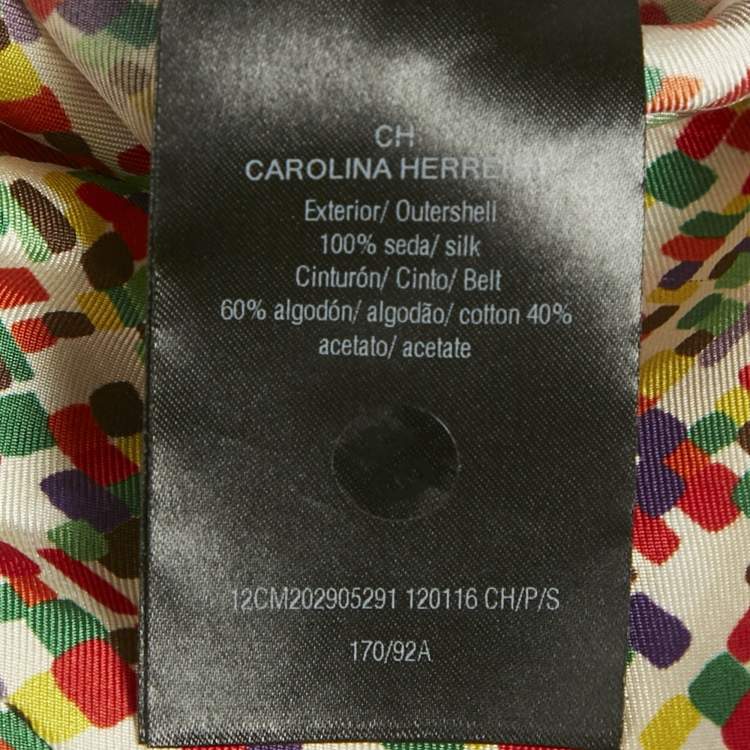 CH
CAROLINA HERRERA
Exterior/ Outershell
100% seda/ silk
Cinturón/ Cinto/ Belt
60% algodón/ algodão/ cotton 40%
acetato/ acetate
12CM202905291 120116 CH/P/S
170/92A